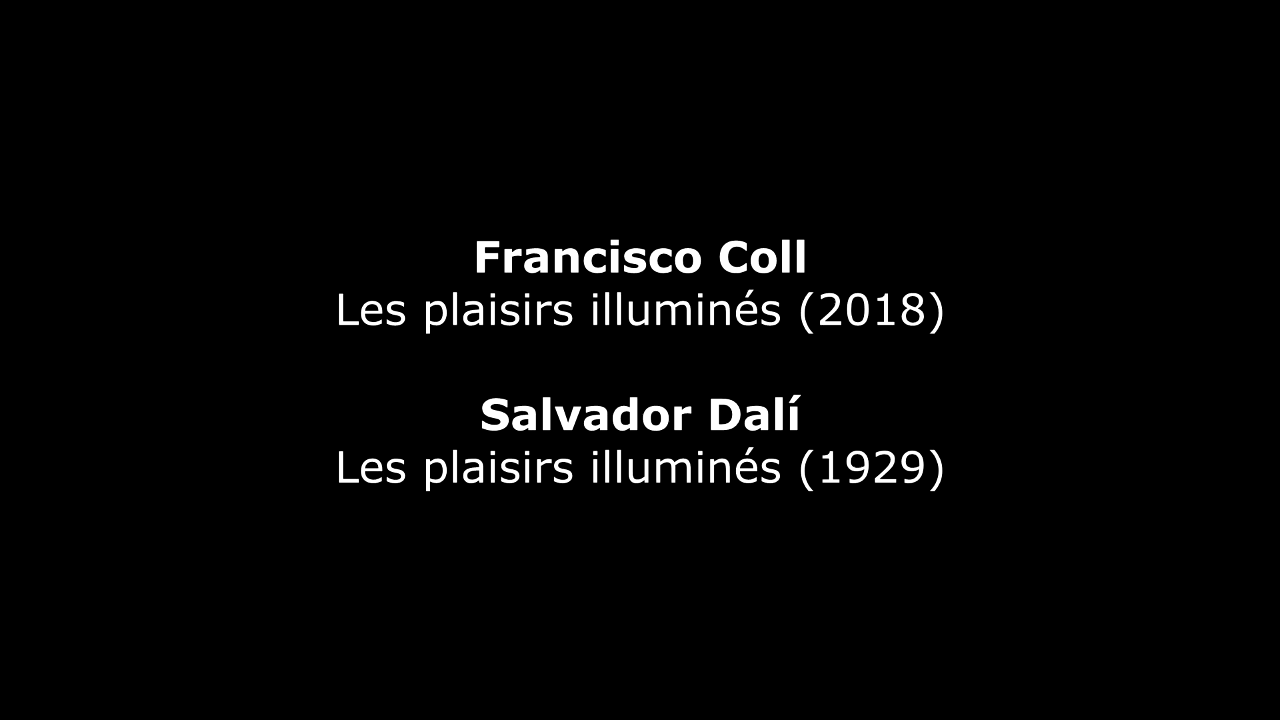 Francisco Coll
Les plaisirs illuminés (2018)
Salvador Dalí
Les plaisirs illuminés (1929)